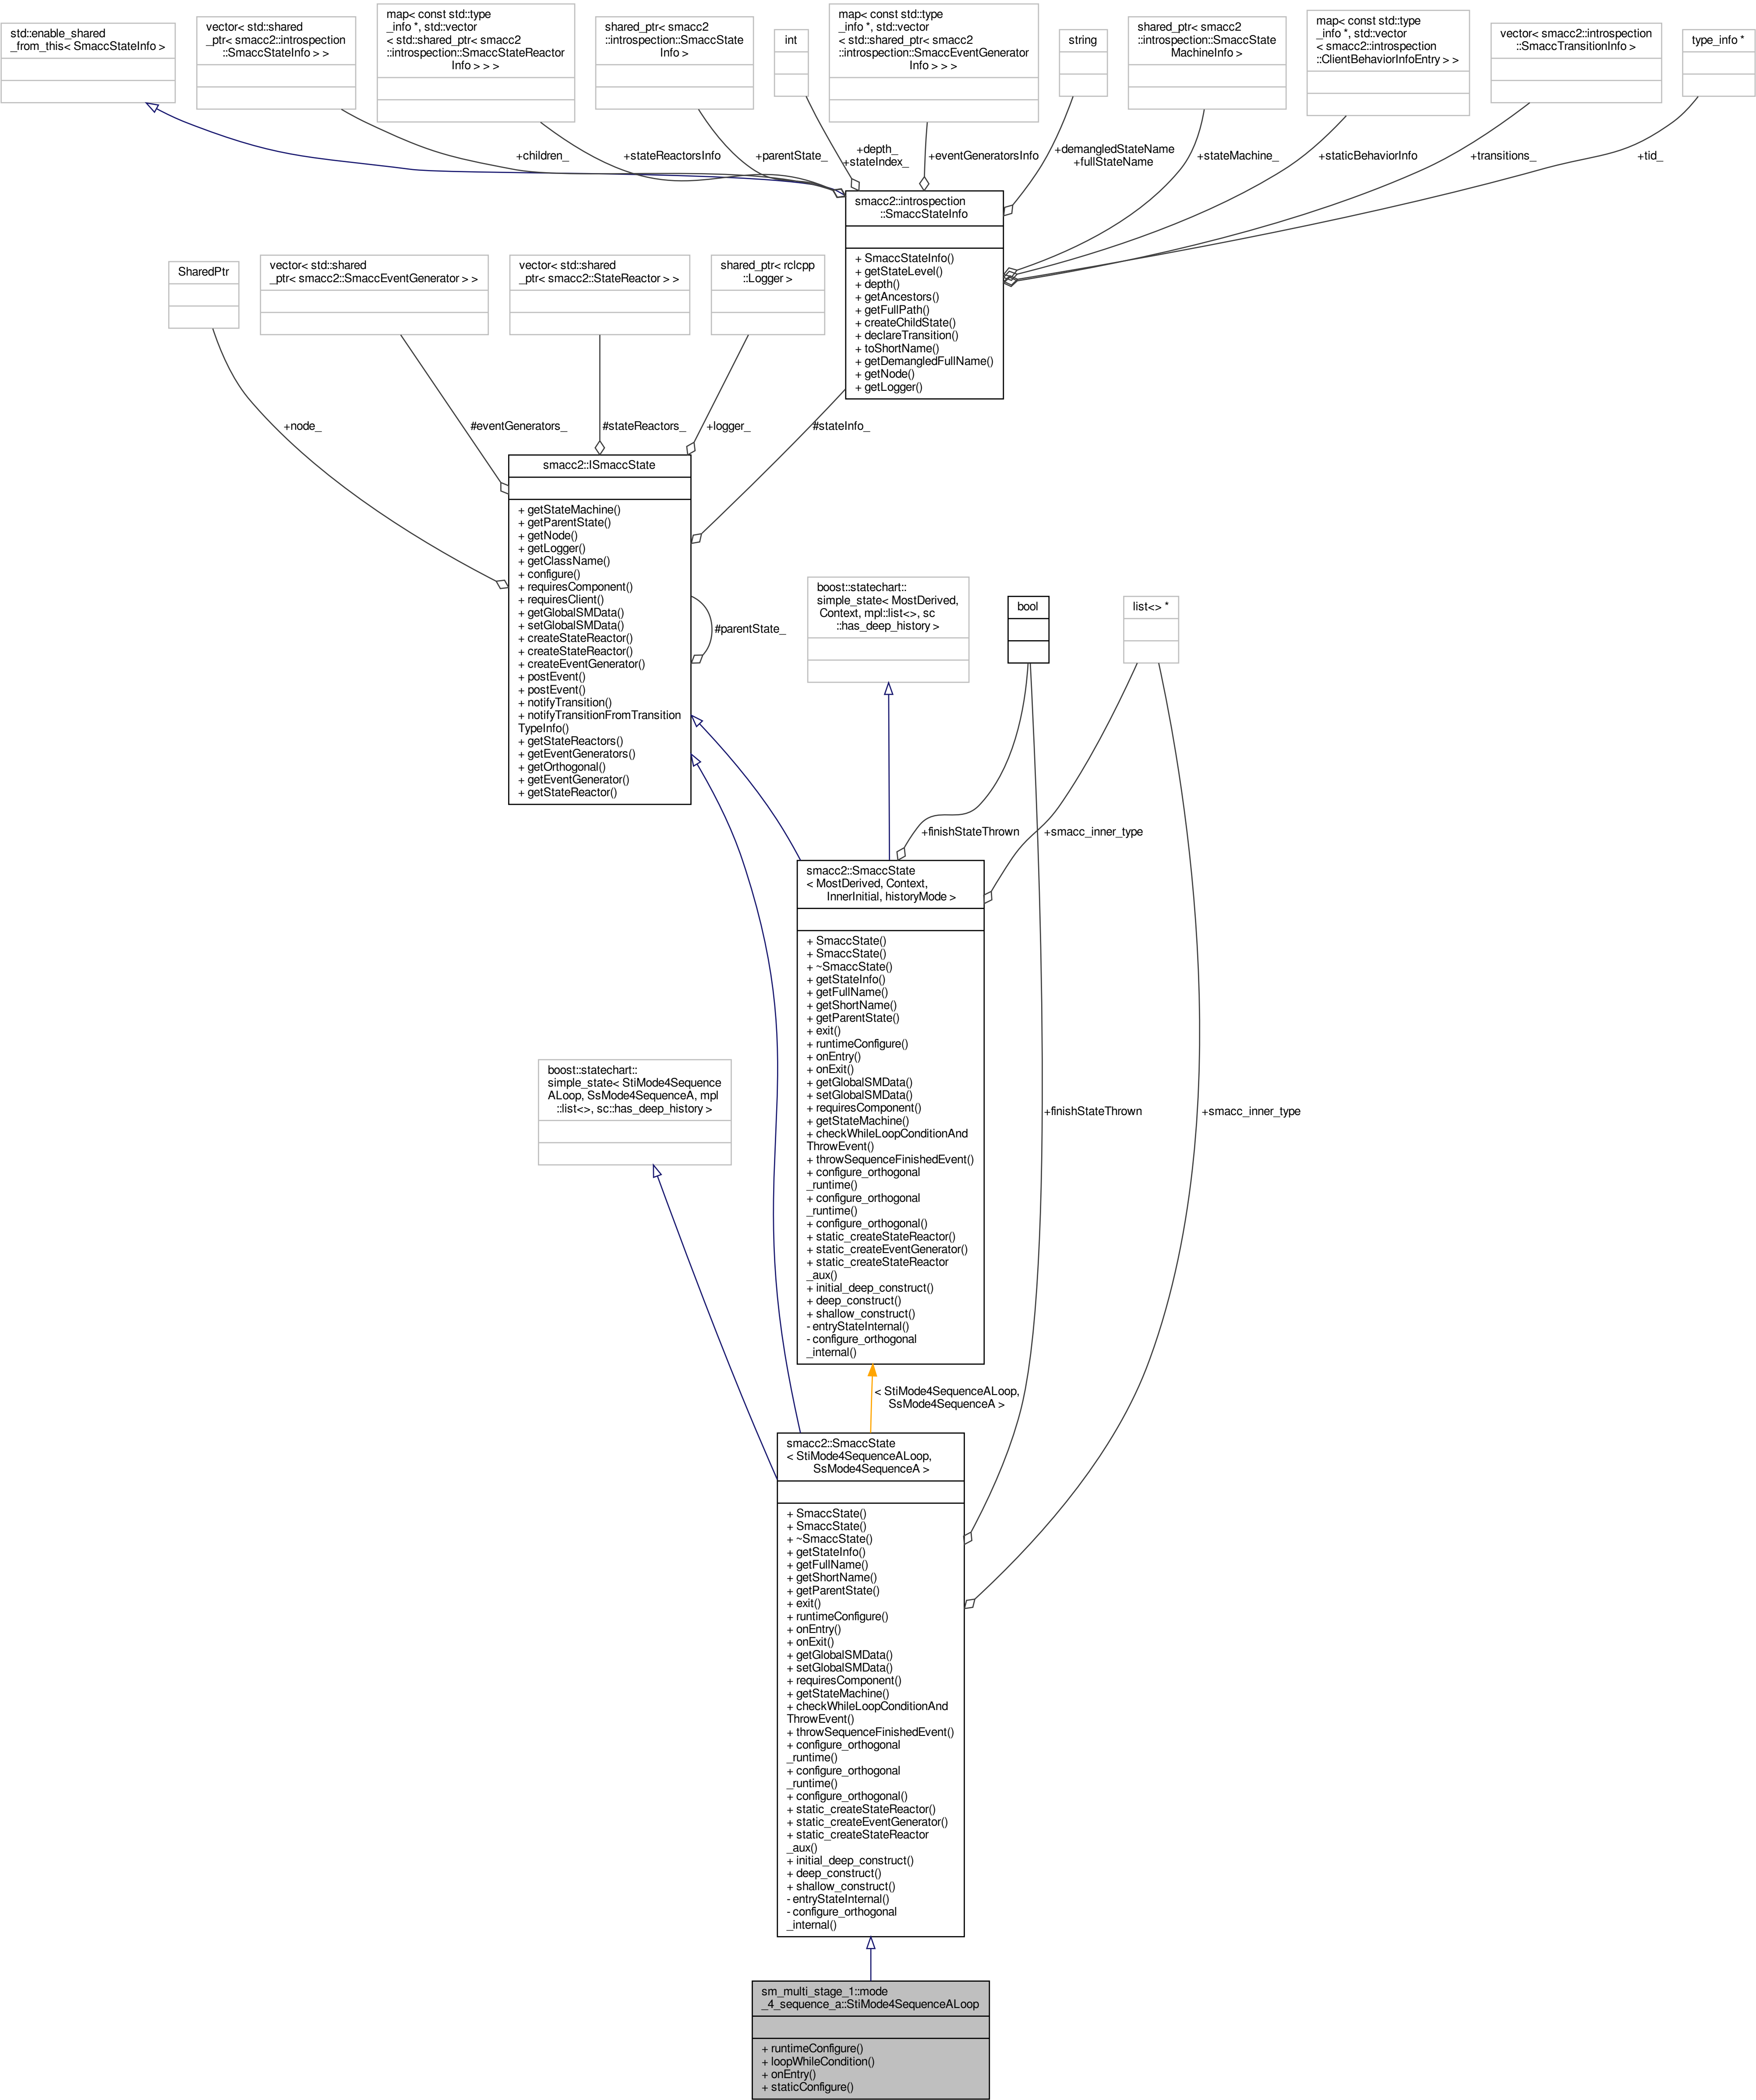 std::enable_shared
_from_this< SmaccStateInfo >
vector< std::shared
_ptr< smacc2::introspection
::SmaccStateInfo > >
map< const std::type
_info *, std::vector
< std::shared_ptr< smacc2
::introspection::SmaccStateReactor
Info > > >
shared_ptr< smacc2
::introspection::SmaccState
Info >
int
map< const std::type
_info *, std::vector
< std::shared_ptr< smacc2
::introspection::SmaccEventGenerator
Info > > >
string
shared_ptr< smacc2
::introspection::SmaccState
MachineInfo >
map< const std::type
_info *, std::vector
< smacc2::introspection
::ClientBehaviorInfoEntry > >
vector< smacc2::introspection
::SmaccTransitionInfo >
type_info *
+children_
+stateReactorsInfo
+parentState_
+depth_
+stateIndex_
+eventGeneratorsInfo
+demangledStateName
+fullStateName
+stateMachine_
+staticBehaviorInfo
+transitions_
+tid_
smacc2::introspection
::SmaccStateInfo
+ SmaccStateInfo()
+ getStateLevel()
+ depth()
+ getAncestors()
+ getFullPath()
+ createChildState()
+ declareTransition()
+ toShortName()
+ getDemangledFullName()
+ getNode()
+ getLogger()
SharedPtr
vector< std::shared
_ptr< smacc2::SmaccEventGenerator > >
vector< std::shared
_ptr< smacc2::StateReactor > >
shared_ptr< rclcpp
::Logger >
+node_
#eventGenerators_
#stateReactors_
+logger_
#stateInfo_
smacc2::ISmaccState
+ getStateMachine()
+ getParentState()
+ getNode()
+ getLogger()
+ getClassName()
+ configure()
+ requiresComponent()
+ requiresClient()
+ getGlobalSMData()
+ setGlobalSMData()
+ createStateReactor()
+ createStateReactor()
+ createEventGenerator()
+ postEvent()
+ postEvent()
+ notifyTransition()
+ notifyTransitionFromTransition
TypeInfo()
+ getStateReactors()
+ getEventGenerators()
+ getOrthogonal()
+ getEventGenerator()
+ getStateReactor()
#parentState_
boost::statechart::
simple_state< MostDerived,
Context, mpl::list<>, sc
::has_deep_history >
bool
list<> *
+finishStateThrown
+smacc_inner_type
smacc2::SmaccState
< MostDerived, Context,
InnerInitial, historyMode >
+ SmaccState()
+ SmaccState()
+ ~SmaccState()
+ getStateInfo()
+ getFullName()
+ getShortName()
+ getParentState()
+ exit()
+ runtimeConfigure()
+ onEntry()
+ onExit()
+ getGlobalSMData()
+ setGlobalSMData()
+ requiresComponent()
+ getStateMachine()
+ checkWhileLoopConditionAnd
ThrowEvent()
+ throwSequenceFinishedEvent()
+ configure_orthogonal
_runtime()
+ configure_orthogonal
_runtime()
+ configure_orthogonal()
+ static_createStateReactor()
+ static_createEventGenerator()
+ static_createStateReactor
_aux()
+ initial_deep_construct()
+ deep_construct()
+ shallow_construct()
- entryStateInternal()
- configure_orthogonal
_internal()
boost::statechart::
simple_state< StiMode4Sequence
ALoop, SsMode4SequenceA, mpl
::list<>, sc::has_deep_history >
+finishStateThrown
+smacc_inner_type
< StiMode4SequenceALoop,
SsMode4SequenceA >
smacc2::SmaccState
< StiMode4SequenceALoop,
SsMode4SequenceA >
+ SmaccState()
+ SmaccState()
+ ~SmaccState()
+ getStateInfo()
+ getFullName()
+ getShortName()
+ getParentState()
+ exit()
+ runtimeConfigure()
+ onEntry()
+ onExit()
+ getGlobalSMData()
+ setGlobalSMData()
+ requiresComponent()
+ getStateMachine()
+ checkWhileLoopConditionAnd
ThrowEvent()
+ throwSequenceFinishedEvent()
+ configure_orthogonal
_runtime()
+ configure_orthogonal
_runtime()
+ configure_orthogonal()
+ static_createStateReactor()
+ static_createEventGenerator()
+ static_createStateReactor
_aux()
+ initial_deep_construct()
+ deep_construct()
+ shallow_construct()
- entryStateInternal()
- configure_orthogonal
_internal()
sm_multi_stage_1::mode
_4_sequence_a::StiMode4SequenceALoop
+ runtimeConfigure()
+ loopWhileCondition()
+ onEntry()
+ staticConfigure()